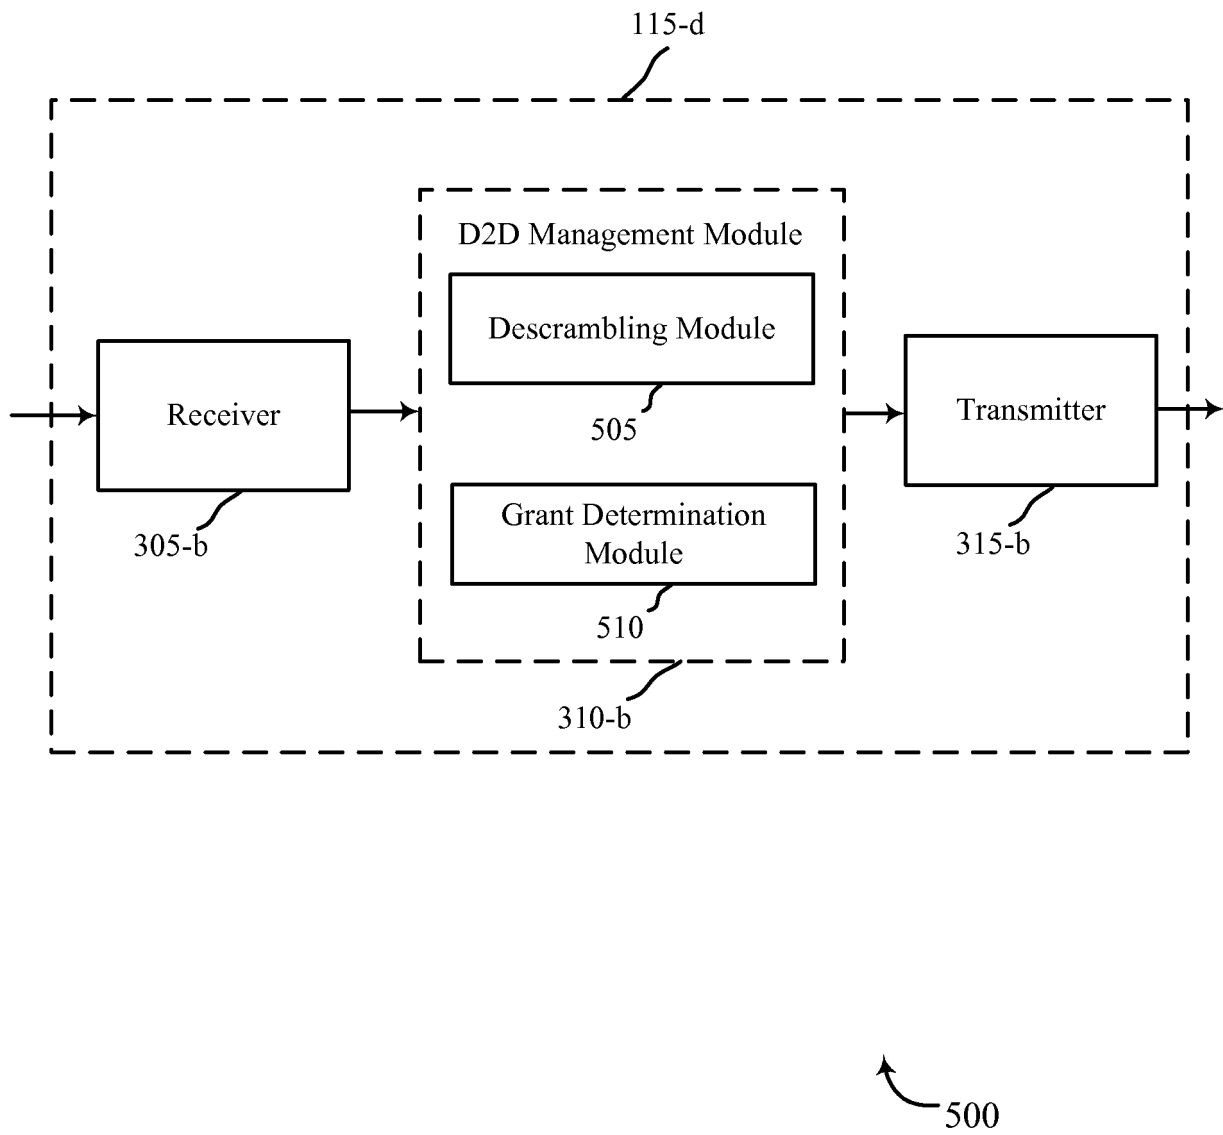 115-d
D2D Management Module
Descrambling Module
505
Receiver
305-b
Transmitter
315-b
Grant Determination
Module
510
310-b
500